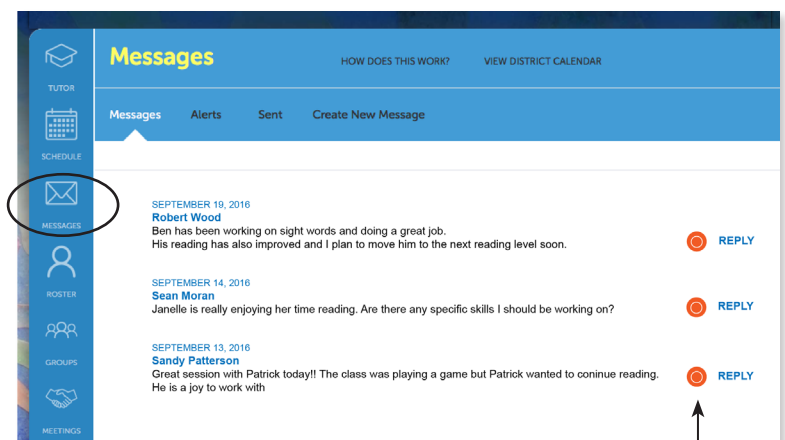 Messages
HOW DOES THIS WORK?
VIEW DISTRICT CALENDAR
TUTOR
SCHEDULE
MESSAGES
ROSTER
GROUPS
MEETINGS
Messages
Alerts
Sent
Create New Message
SEPTEMBER 19, 2016
Robert Wood
Ben has been working on sight words and doing a great job.
His reading has also improved and I plan to move him to the next reading level soon.
REPLY
SEPTEMBER 14, 2016
Sean Moran
Janelle is really enjoying her time reading. Are there any specific skills I should be working on?
REPLY
SEPTEMBER 13, 2016
Sandy Patterson
Great session with Patrick today!! The class was playing a game but Patrick wanted to coninue reading.
He is a joy to work with
REPLY